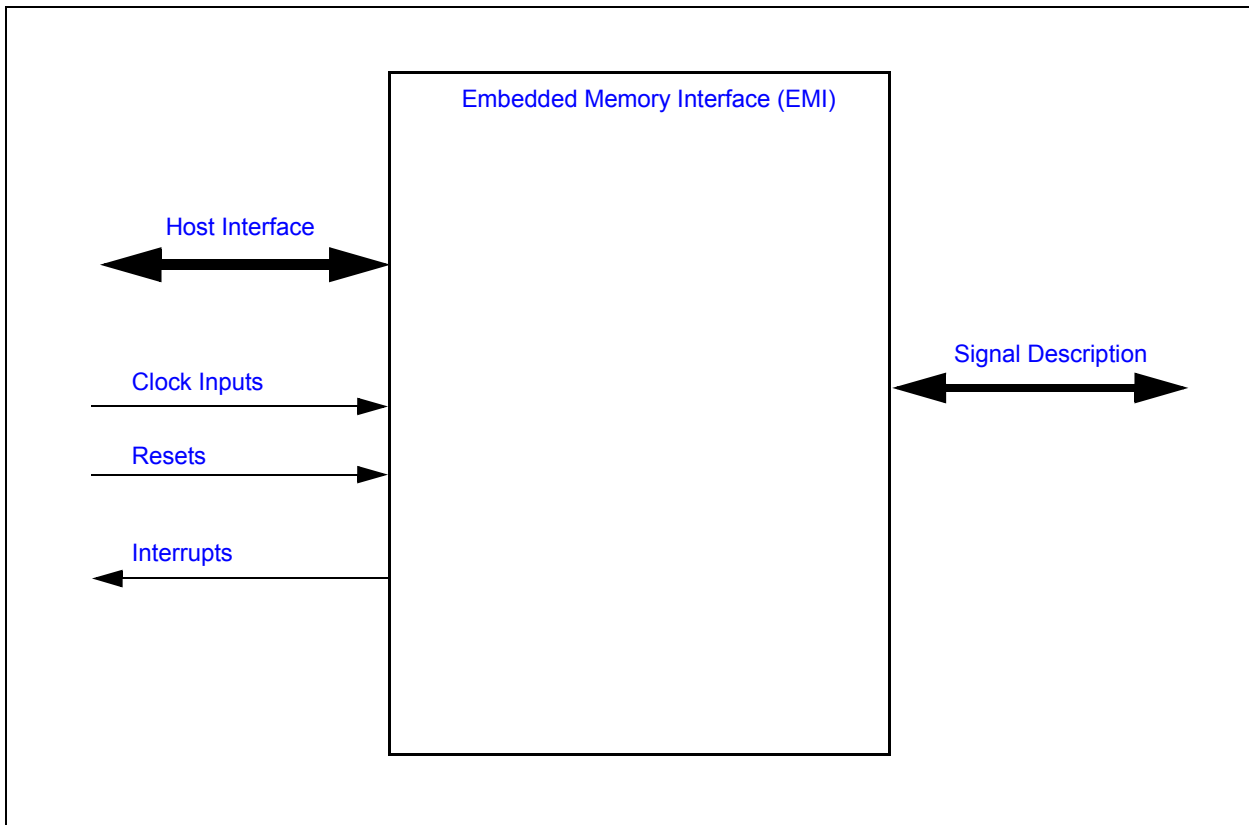 Embedded Memory Interface (EMI)
Host Interface
Signal Description
Clock Inputs
Resets
Interrupts